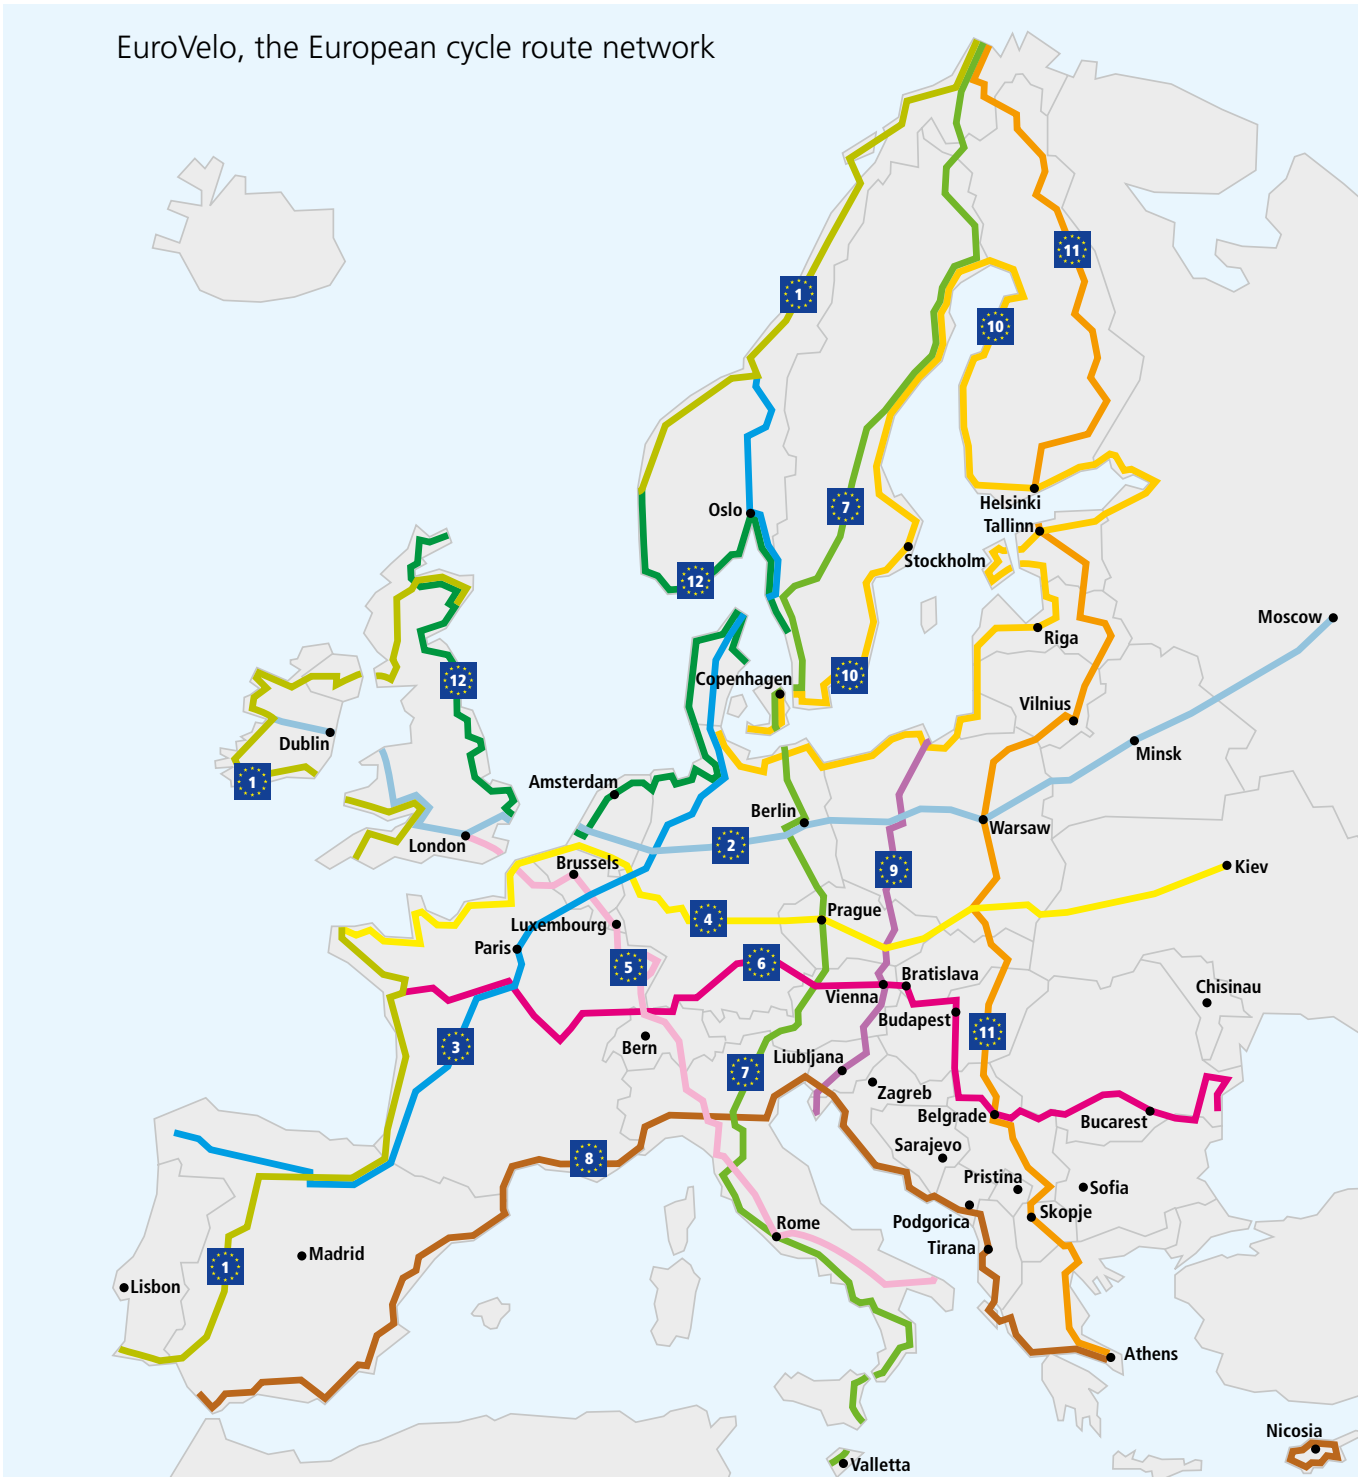 EuroVelo, the European cycle route network
11
1
10
7
Oslo
Helsinki
Tallinn
Stockholm
12
Moscow
Riga
10
12
Copenhagen
Vilnius
Dublin
Minsk
1
Amsterdam
Berlin
Warsaw
London
2
Brussels
9
Kiev
4
Prague
Luxembourg
Paris
5
6
Bratislava
Vienna
Chisinau
Budapest
3
Bern
11
Liubljana
7
Zagreb
Belgrade
Bucarest
8
Sarajevo
Pristina
Sofia
Rome
Podgorica
Skopje
Tirana
1
Madrid
Lisbon
Athens
Nicosia
Valletta